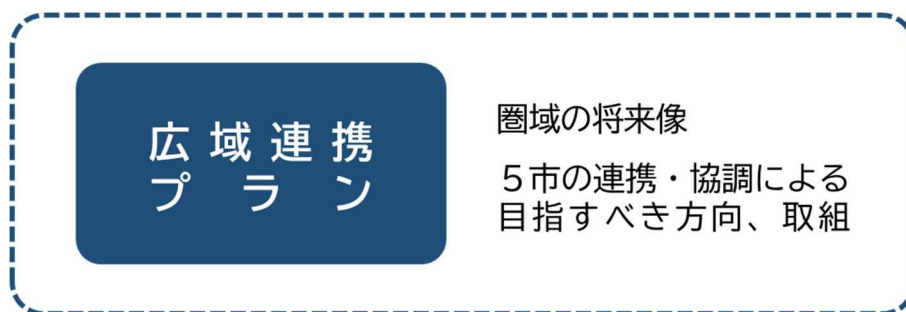 広域連携
プラン
圏域の将来像
５市の連携・協調による
目指すべき方向、取組